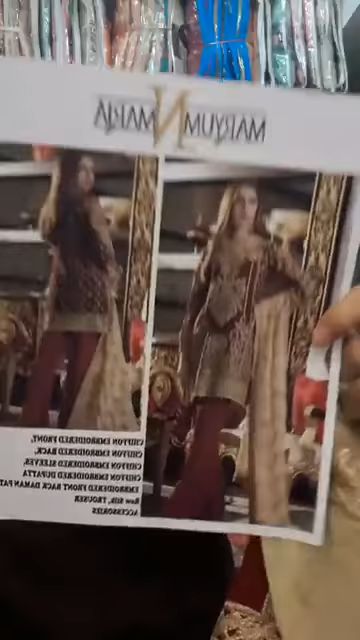 MARYUM N MARIA
CHIFFON EMBROIDERED FRONT,
CHIFFON EMBROIDERED BACK,
CHIFFON EMBROIDERED SLEEVES,
CHIFFON EMBROIDERED DUPATTA
EMBROIDERED FRONT BACK DAMAN PAT
Raw Silk, TROUSER
ACCESSORIES